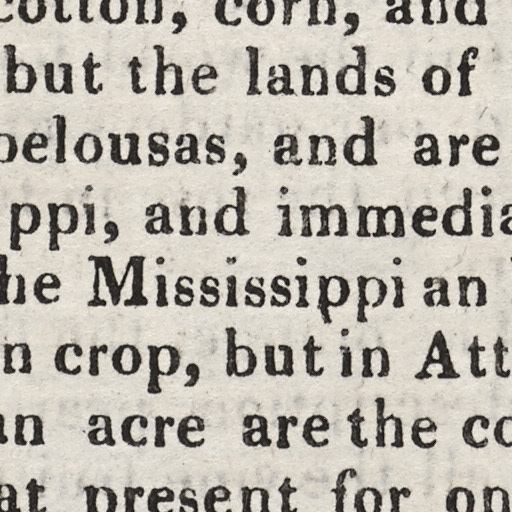 cotton, corn, and
but the lands of
pelousas, and are
ppi, and immedia
he Mississippi an
n crop, but in Att
an acre are the co
at present for on